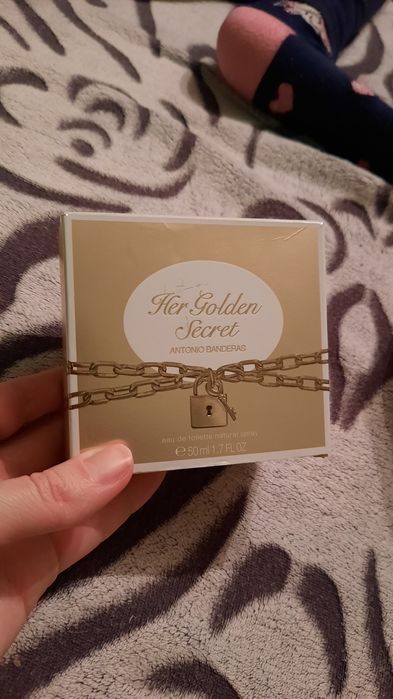 Her Golden
Secret
ANTONIO BANDERAS
eau de toilette natural spray
℮ 50 ml 1.7 FL.OZ